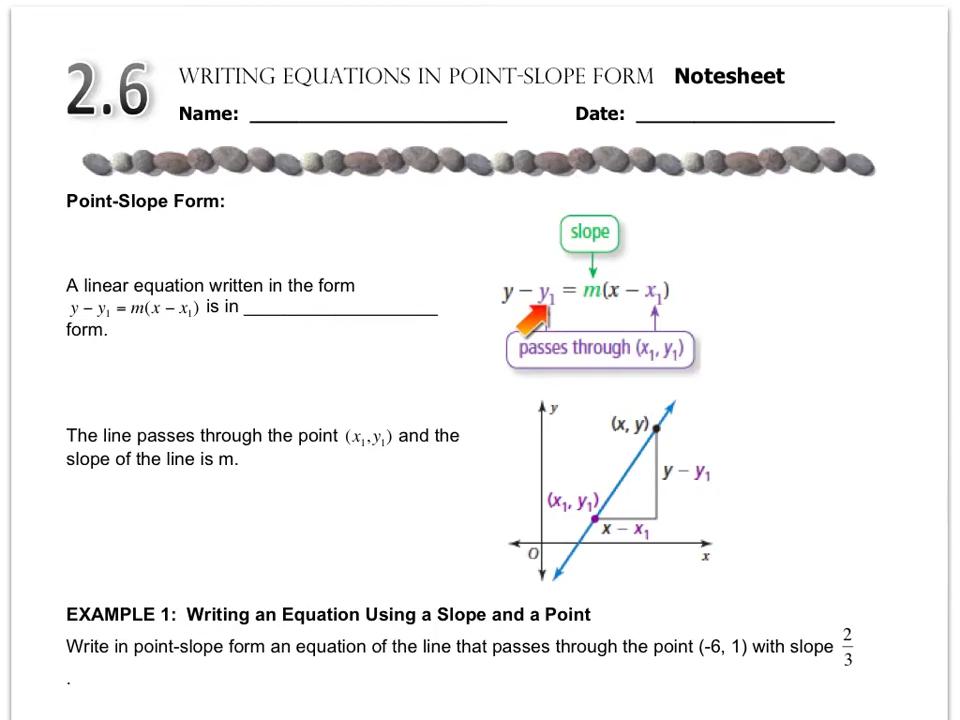 2.6 WRITING EQUATIONS IN POINT-SLOPE FORM Notesheet
Name: ______________________ Date: _________________
Point-Slope Form:
slope
A linear equation written in the form
y − y₁ = m(x − x₁) is in ____________________
form.
y − y₁ = m(x − x₁)
passes through (x₁, y₁)
The line passes through the point (x₁, y₁) and the
slope of the line is m.
y
(x, y)
y − y₁
(x₁, y₁)
x − x₁
O
x
EXAMPLE 1: Writing an Equation Using a Slope and a Point
Write in point-slope form an equation of the line that passes through the point (-6, 1) with slope 2/3
.